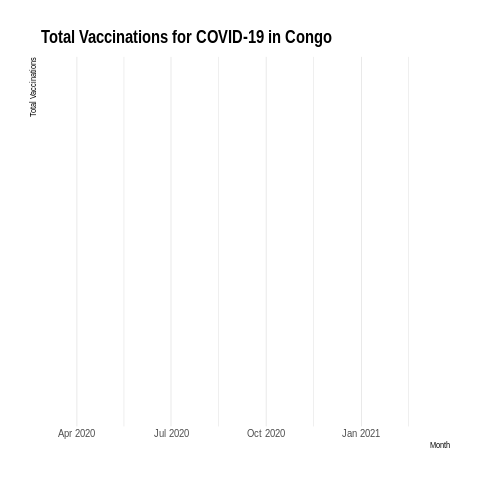 Total Vaccinations for COVID-19 in Congo
Total Vaccinations
Apr 2020
Jul 2020
Oct 2020
Jan 2021
Month